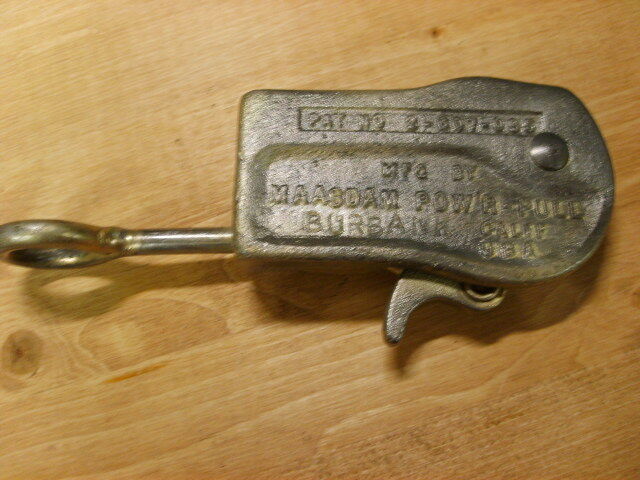 PAT NO
MFG BY
MAASDAM POW'R-PULL
BURBANK CALIF
USA